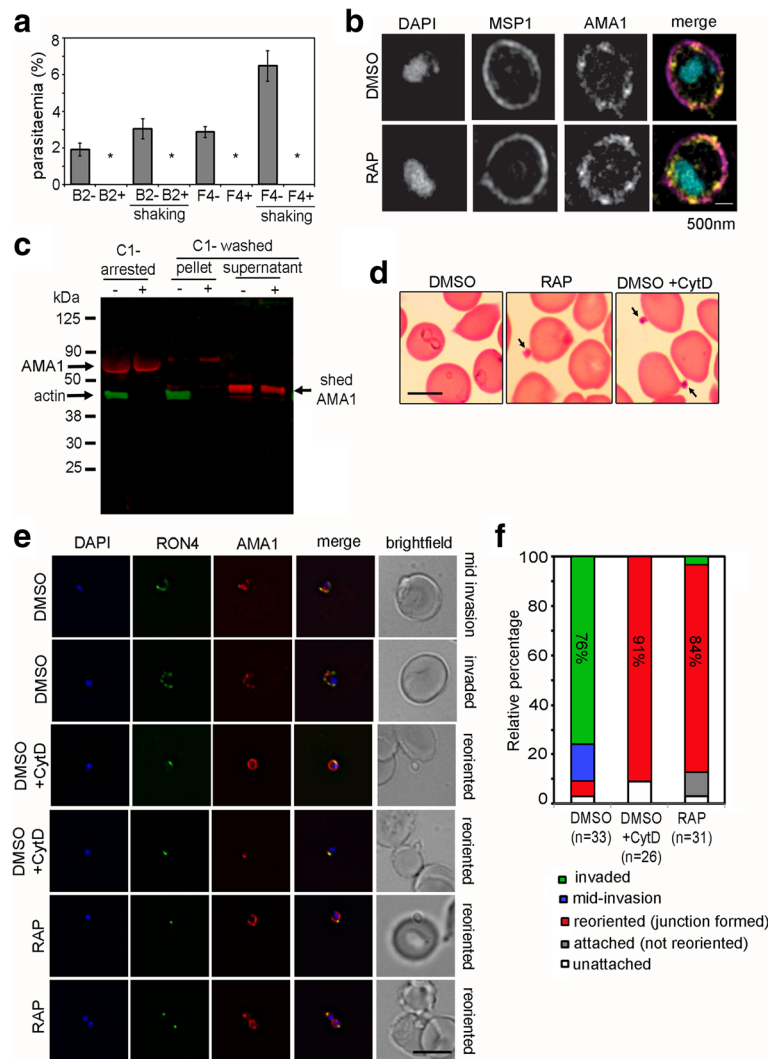 a
parasitaemia (%)
8
6
4
2
0
* * * *
B2- B2+ B2- B2+ F4- F4+ F4- F4+
shaking shaking
b
DAPI MSP1 AMA1 merge
DMSO
RAP
500nm
c
C1- arrested
C1- washed
pellet supernatant
- + - + - +
kDa
125
90
50
38
30
25
AMA1
actin
shed AMA1
d
DMSO RAP DMSO +CytD
e
DAPI RON4 AMA1 merge brightfield
DMSO mid invasion
DMSO invaded
DMSO +CytD reoriented
DMSO +CytD reoriented
RAP reoriented
RAP reoriented
f
Relative percentage
100
80
60
40
20
0
76% 91% 84%
DMSO (n=33)
DMSO +CytD (n=26)
RAP (n=31)
invaded
mid-invasion
reoriented (junction formed)
attached (not reoriented)
unattached